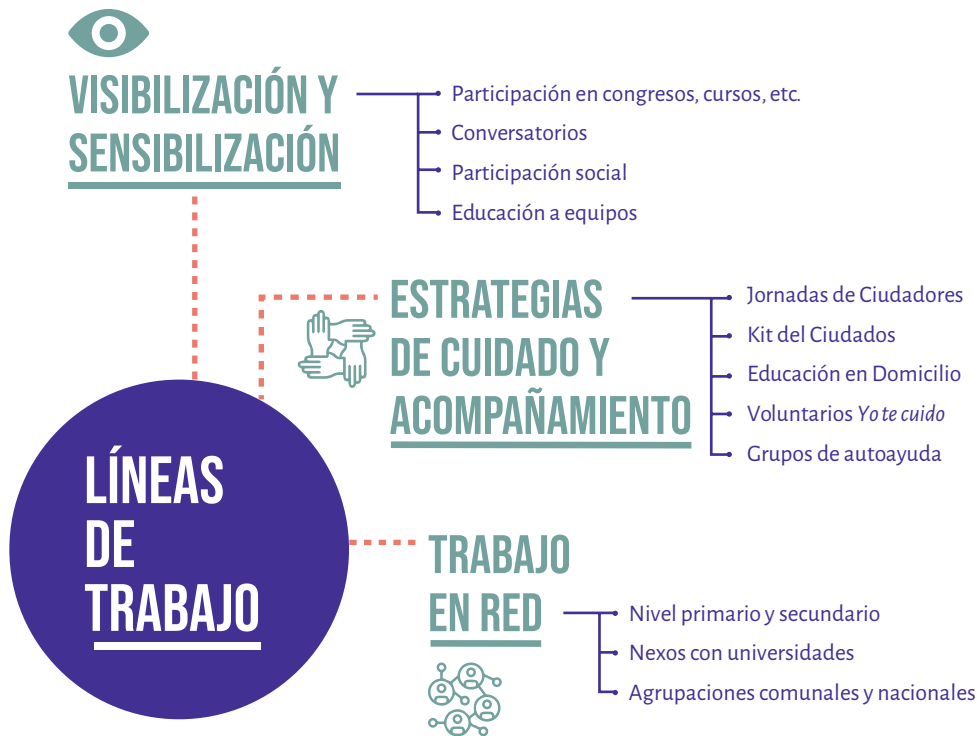 VISIBILIZACIÓN Y
SENSIBILIZACIÓN
Participación en congresos, cursos, etc.
Conversatorios
Participación social
Educación a equipos
ESTRATEGIAS
DE CUIDADO Y
ACOMPAÑAMIENTO
Jornadas de Ciudadores
Kit del Ciudados
Educación en Domicilio
Voluntarios Yo te cuido
Grupos de autoayuda
LÍNEAS
DE
TRABAJO
TRABAJO
EN RED
Nivel primario y secundario
Nexos con universidades
Agrupaciones comunales y nacionales